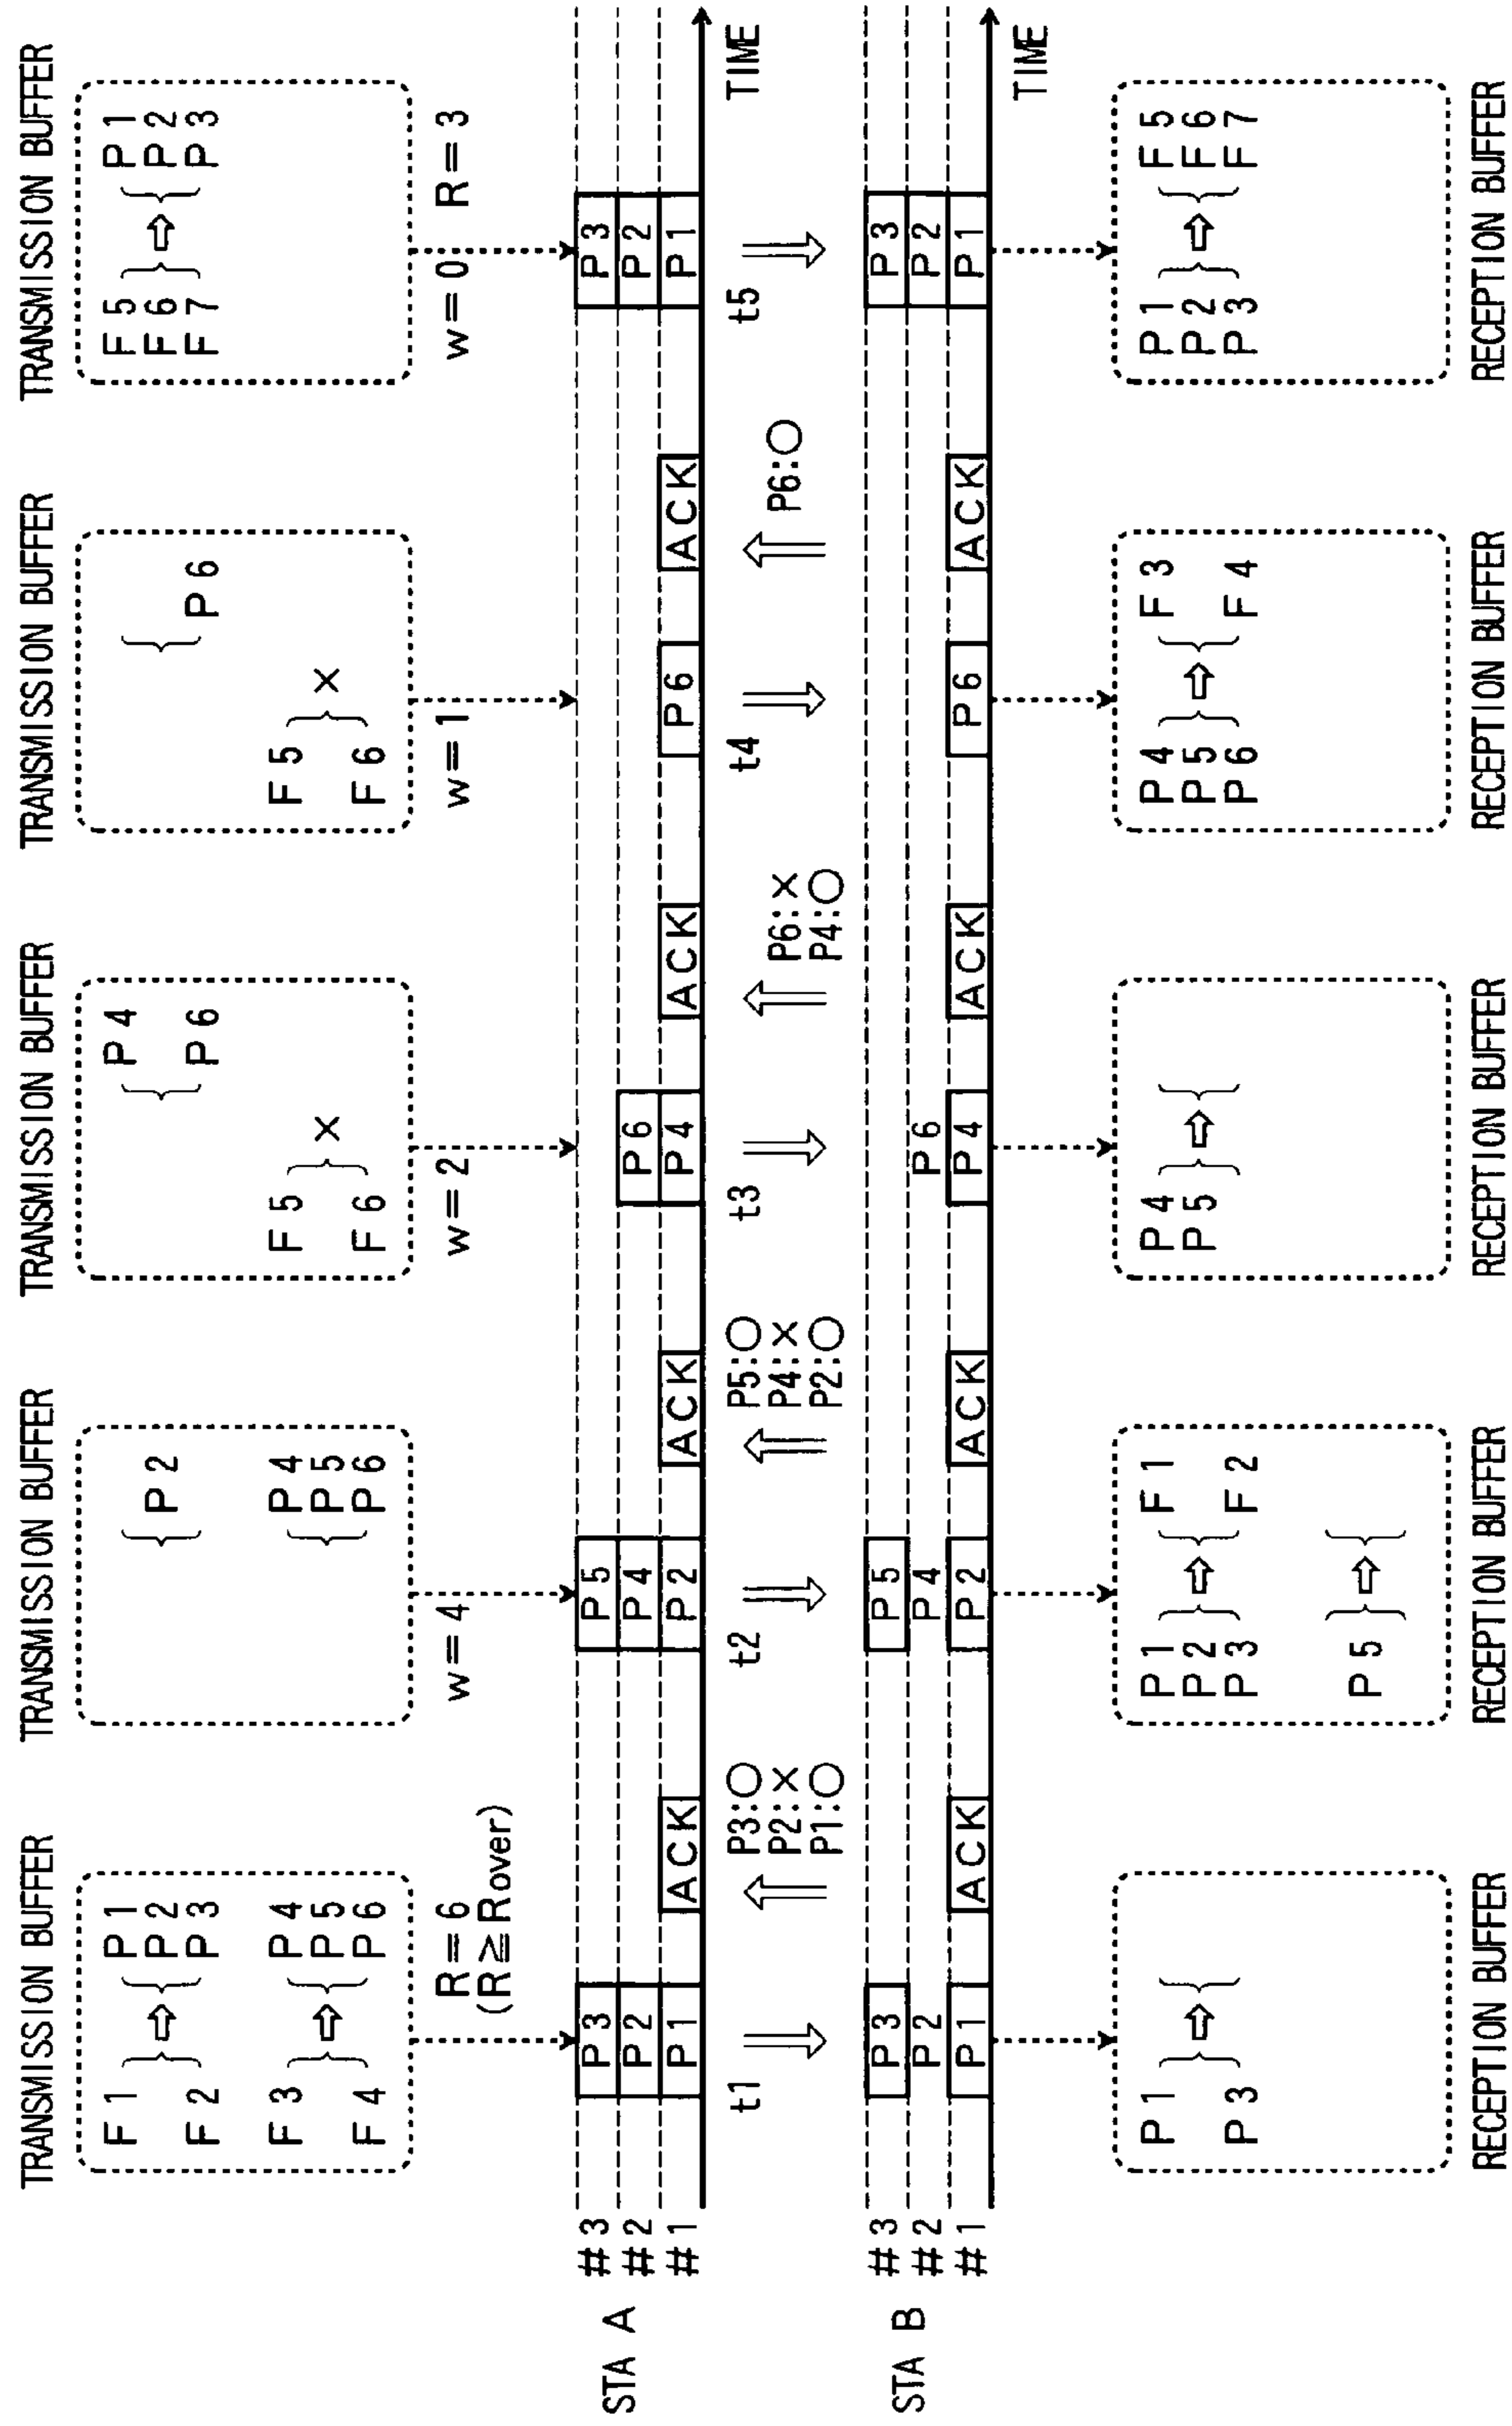 TRANSMISSION BUFFER TRANSMISSION BUFFER TRANSMISSION BUFFER TRANSMISSION BUFFER TRANSMISSION BUFFER
F1 P1 P4 F5 P1
P2 P2 F6 P2
F2 P3 P6 P6 F7 P3
F3 P4 P4 F5 F5
P5 P5 × ×
F4 P6 P6 F6 F6
R=6 w=4 w=2 w=1 w=0 R=3
(R≧Rover)
#3 P3 P5 P3
STA A #2 P2 P4 P6 P2
#1 P1 ACK P2 ACK P4 ACK P6 ACK P1
t1 P3:○ t2 P5:○ t3 t4 t5 TIME
P2:× P4:× P6:× P6:○
P1:○ P2:○ P4:○
#3 P3 P5 P3
STA B #2 P2 P4 P6 P2
#1 P1 ACK P2 ACK P4 ACK P6 ACK P1
TIME
P1 P1 F1 P4 P4 F3 P1 F5
P2 P5 P5 P2 F6
P3 P3 F2 P6 F4 P3 F7
P5
RECEPTION BUFFER RECEPTION BUFFER RECEPTION BUFFER RECEPTION BUFFER RECEPTION BUFFER